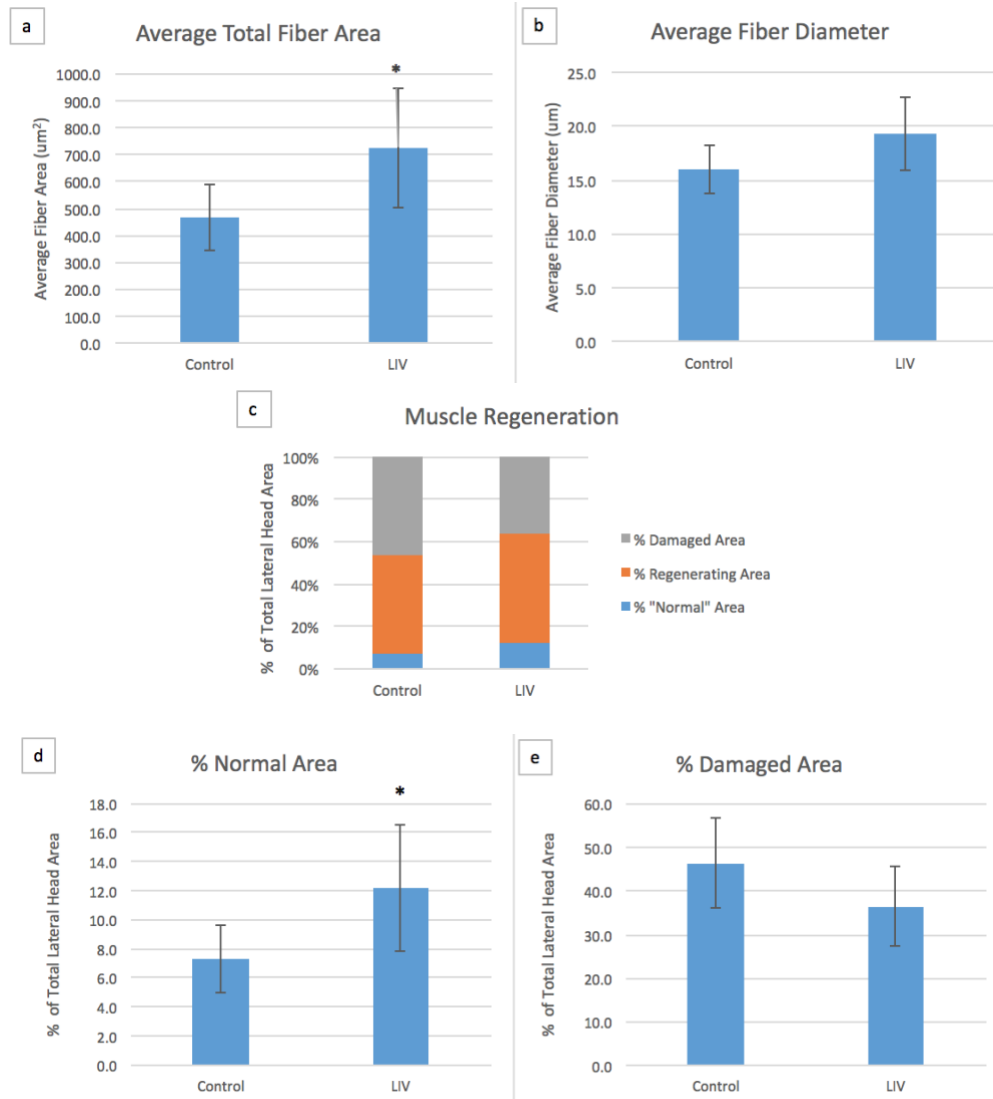 a
Average Total Fiber Area
*
1000.0
900.0
800.0
700.0
600.0
500.0
400.0
300.0
200.0
100.0
0.0
Average Fiber Area (um²)
Control
LIV
b
Average Fiber Diameter
25.0
20.0
15.0
10.0
5.0
0.0
Average Fiber Diameter (um)
Control
LIV
c
Muscle Regeneration
100%
80%
60%
40%
20%
0%
% of Total Lateral Head Area
Control
LIV
% Damaged Area
% Regenerating Area
% "Normal" Area
d
% Normal Area
*
18.0
16.0
14.0
12.0
10.0
8.0
6.0
4.0
2.0
0.0
% of Total Lateral Head Area
Control
LIV
e
% Damaged Area
60.0
50.0
40.0
30.0
20.0
10.0
0.0
% of Total Lateral Head Area
Control
LIV